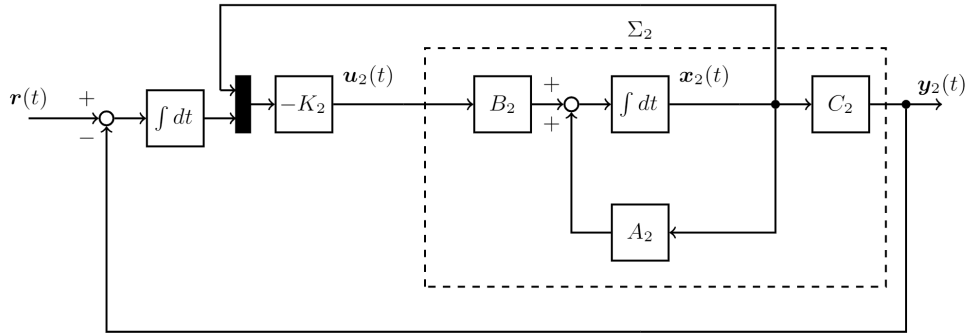 Σ₂
r(t)
+
−
∫ dt
−K₂
u₂(t)
B₂
+
+
∫ dt
x₂(t)
C₂
y₂(t)
A₂